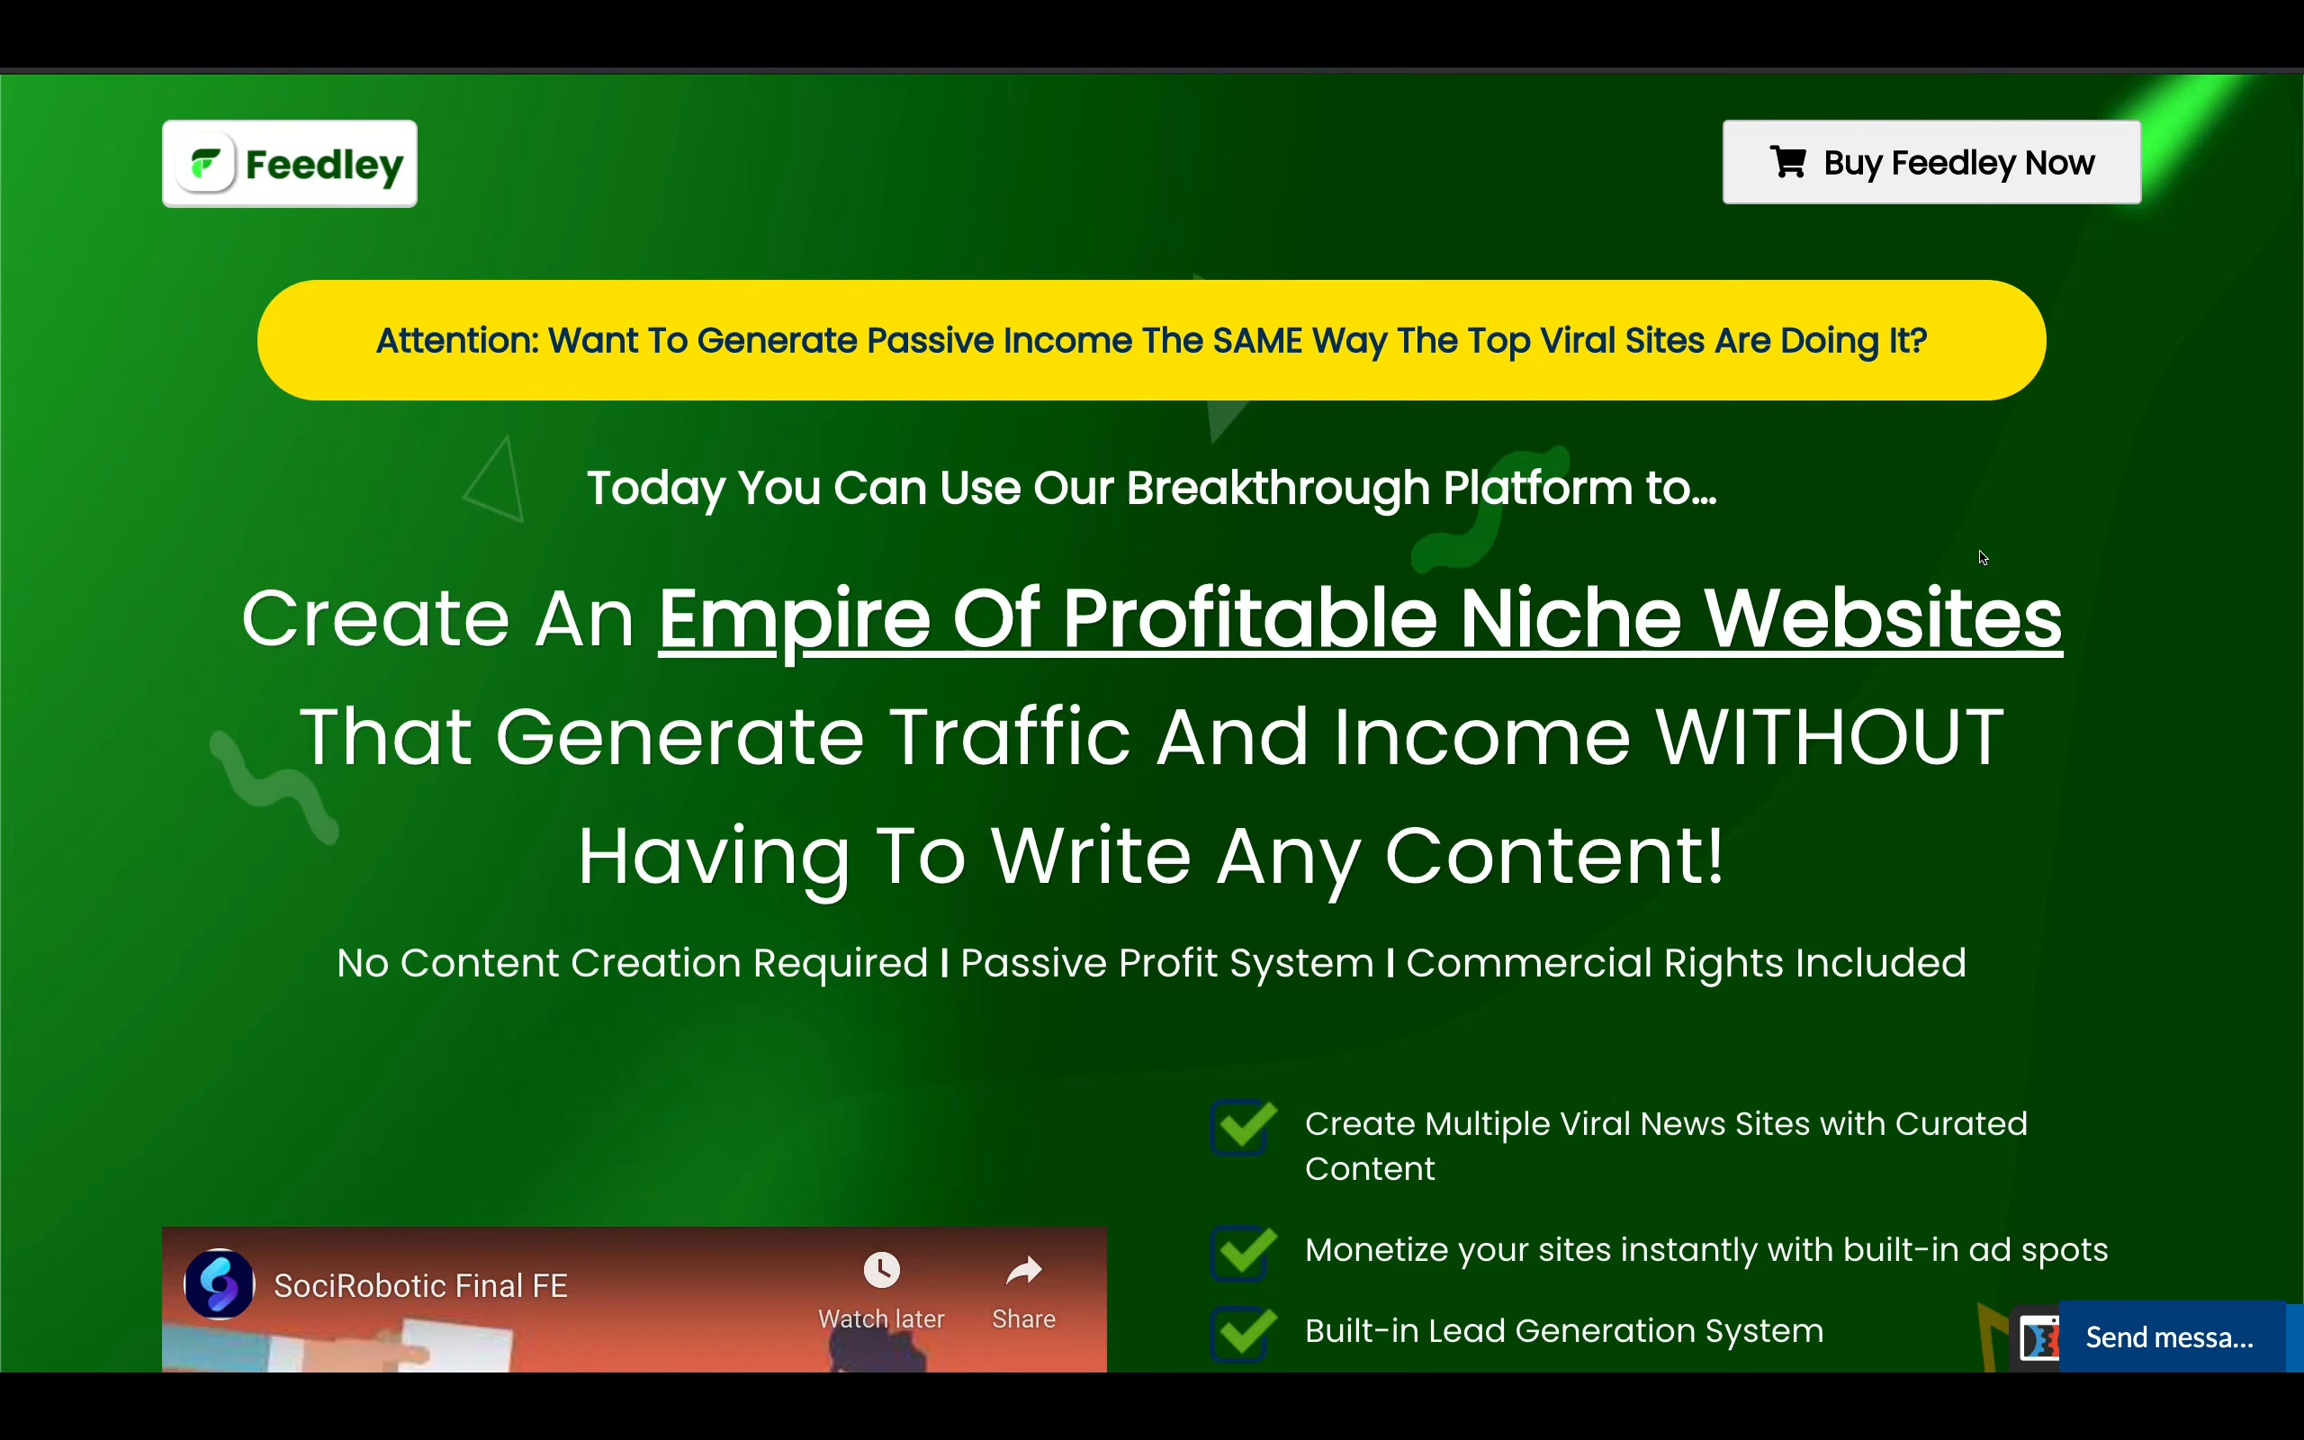 Feedley
Buy Feedley Now
Attention: Want To Generate Passive Income The SAME Way The Top Viral Sites Are Doing It?
Today You Can Use Our Breakthrough Platform to...
Create An Empire Of Profitable Niche Websites
That Generate Traffic And Income WITHOUT
Having To Write Any Content!
No Content Creation Required | Passive Profit System | Commercial Rights Included
SociRobotic Final FE
Watch later
Share
Create Multiple Viral News Sites with Curated
Content
Monetize your sites instantly with built-in ad spots
Built-in Lead Generation System
Send messa...